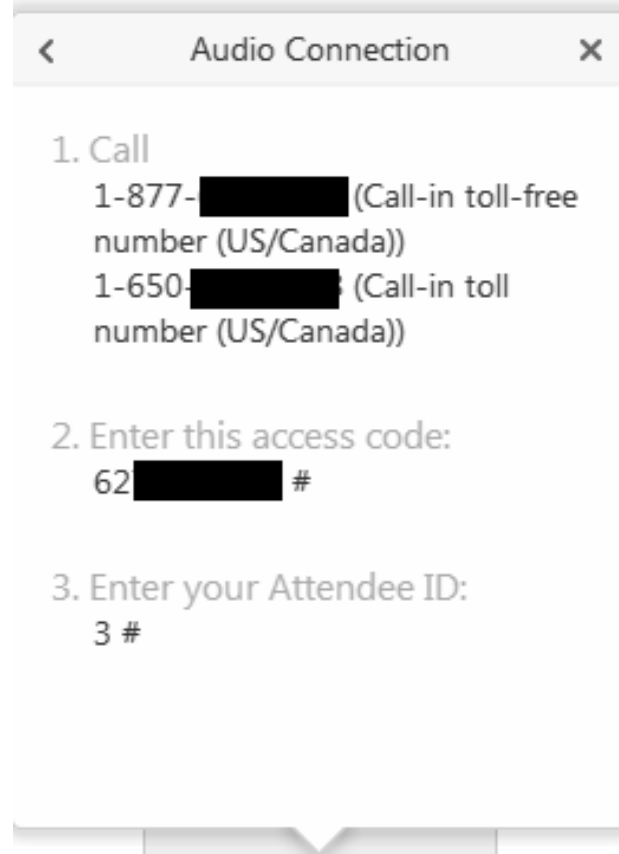 Audio Connection
1. Call
1-877- (Call-in toll-free
number (US/Canada))
1-650- (Call-in toll
number (US/Canada))
2. Enter this access code:
62 #
3. Enter your Attendee ID:
3 #